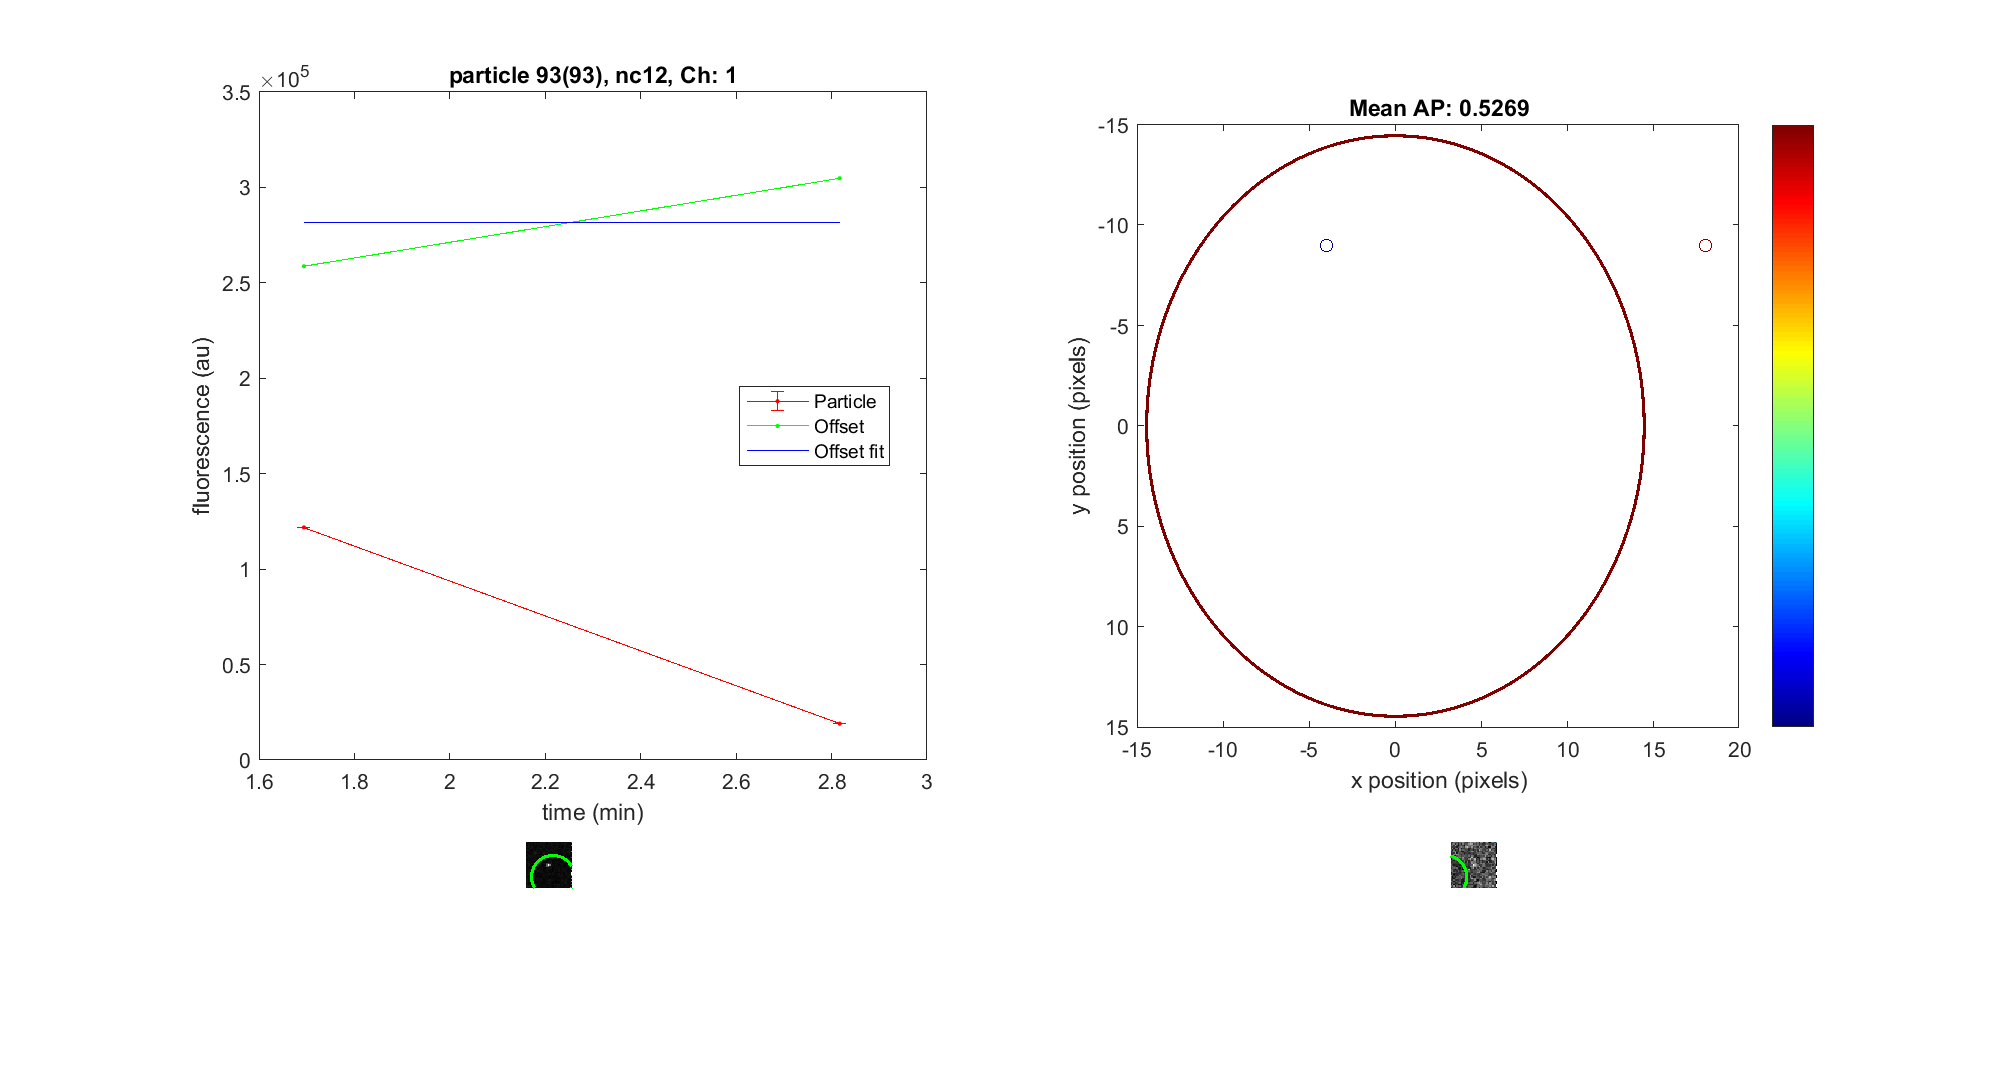 particle 93(93), nc12, Ch: 1
×10^5
3.5
3
2.5
2
1.5
1
0.5
0
fluorescence (au)
Particle
Offset
Offset fit
1.6 1.8 2 2.2 2.4 2.6 2.8 3
time (min)
Mean AP: 0.5269
-15
-10
-5
0
5
10
15
y position (pixels)
-15 -10 -5 0 5 10 15 20
x position (pixels)